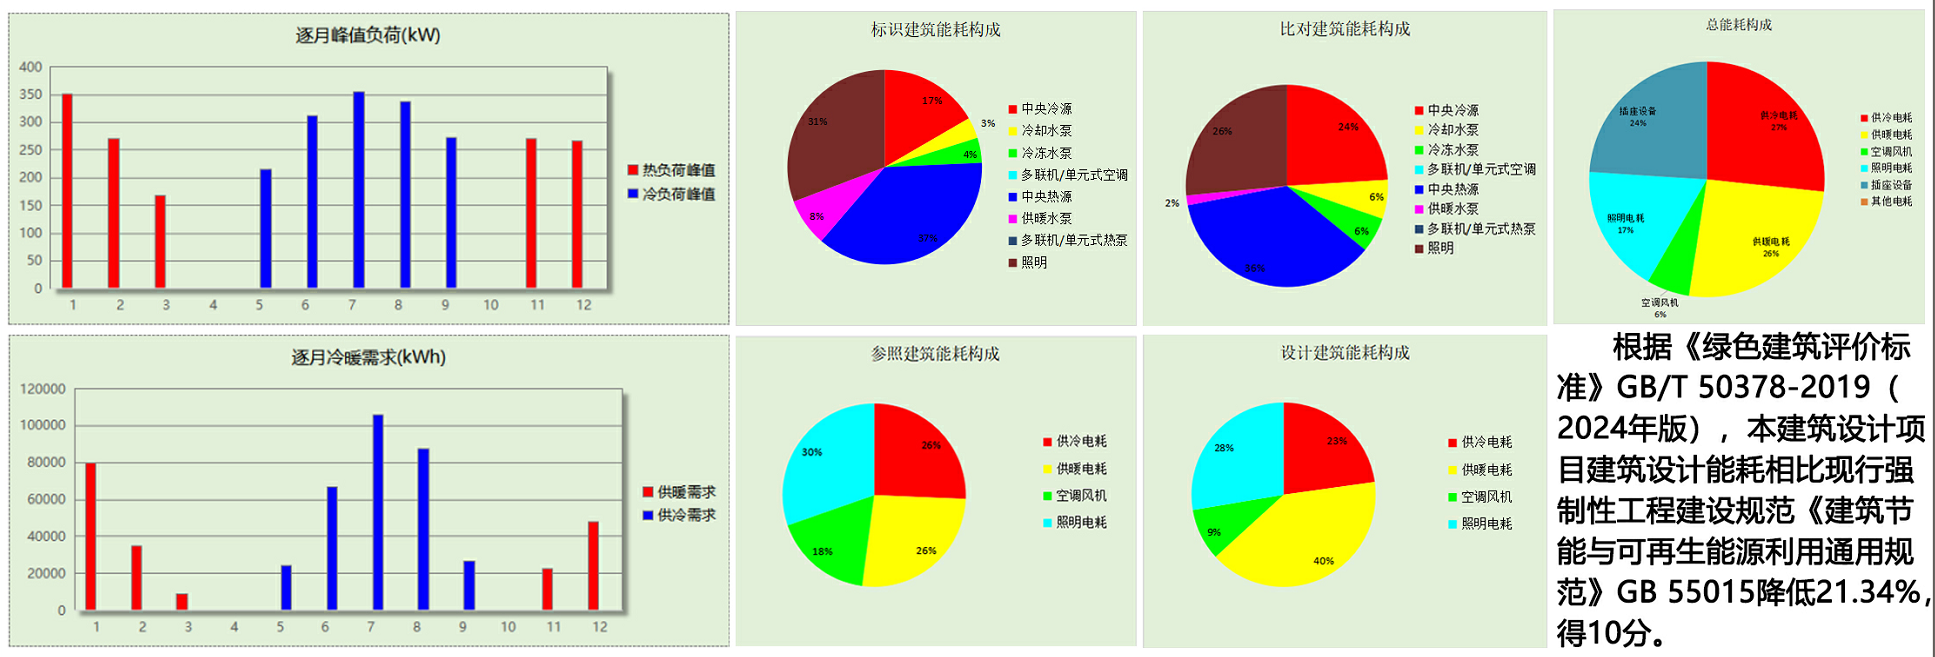 逐月峰值负荷(kW)
400
350
300
250
200
150
100
50
0
1 2 3 4 5 6 7 8 9 10 11 12
热负荷峰值
冷负荷峰值
标识建筑能耗构成
17%
3%
4%
37%
8%
31%
中央冷源
冷却水泵
冷冻水泵
多联机/单元式空调
中央热源
供暖水泵
多联机/单元式热泵
照明
比对建筑能耗构成
24%
6%
6%
36%
2%
26%
中央冷源
冷却水泵
冷冻水泵
多联机/单元式空调
中央热源
供暖水泵
多联机/单元式热泵
照明
总能耗构成
插座设备
24%
供冷电耗
27%
照明电耗
17%
供暖电耗
26%
空调风机
6%
供冷电耗
供暖电耗
空调风机
照明电耗
插座设备
其他电耗
逐月冷暖需求(kWh)
120000
100000
80000
60000
40000
20000
0
1 2 3 4 5 6 7 8 9 10 11 12
供暖需求
供冷需求
参照建筑能耗构成
26%
26%
18%
30%
供冷电耗
供暖电耗
空调风机
照明电耗
设计建筑能耗构成
23%
40%
9%
28%
供冷电耗
供暖电耗
空调风机
照明电耗
根据《绿色建筑评价标
准》GB/T 50378-2019（
2024年版），本建筑设计项
目建筑设计能耗相比现行强
制性工程建设规范《建筑节
能与可再生能源利用通用规
范》GB 55015降低21.34%，
得10分。